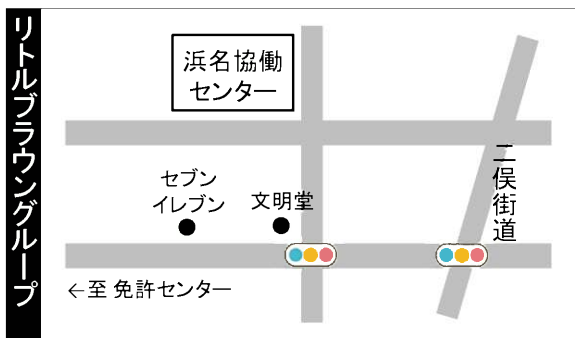 リトルブラウングループ
浜名協働
センター
セブン
イレブン
文明堂
二俣街道
←至 免許センター